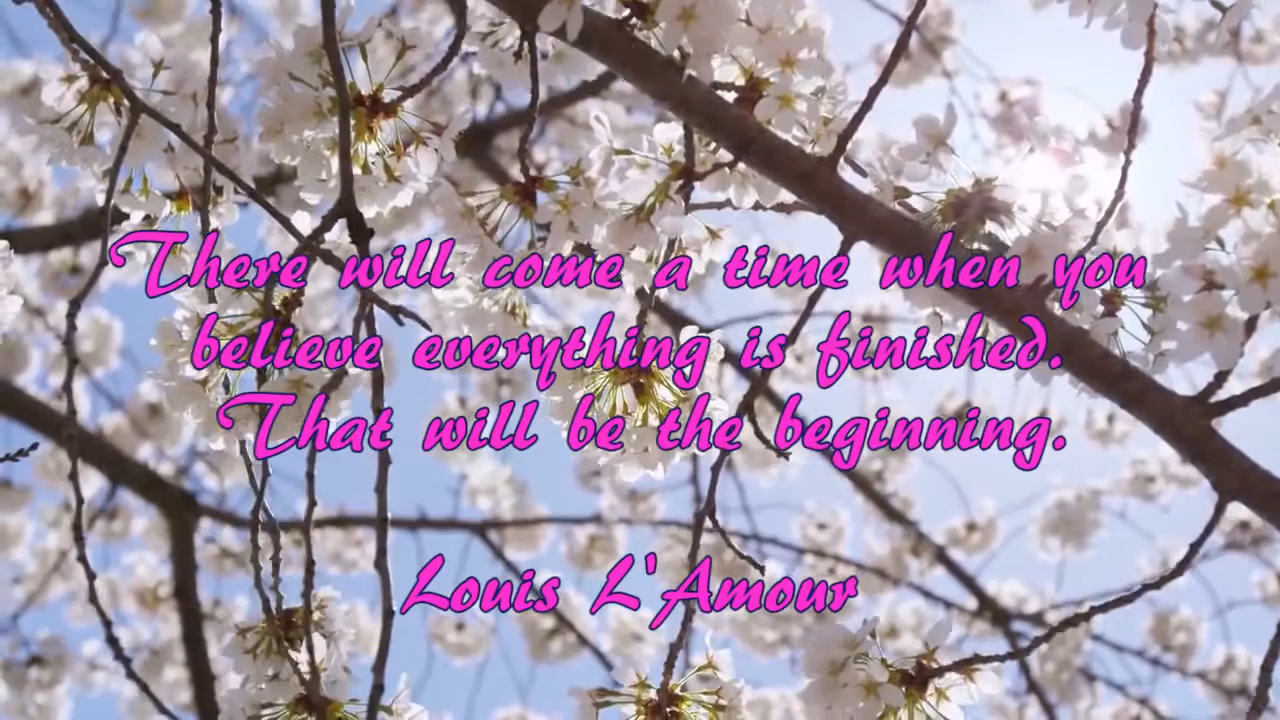 There will come a time when you
believe everything is finished.
That will be the beginning.
Louis L'Amour